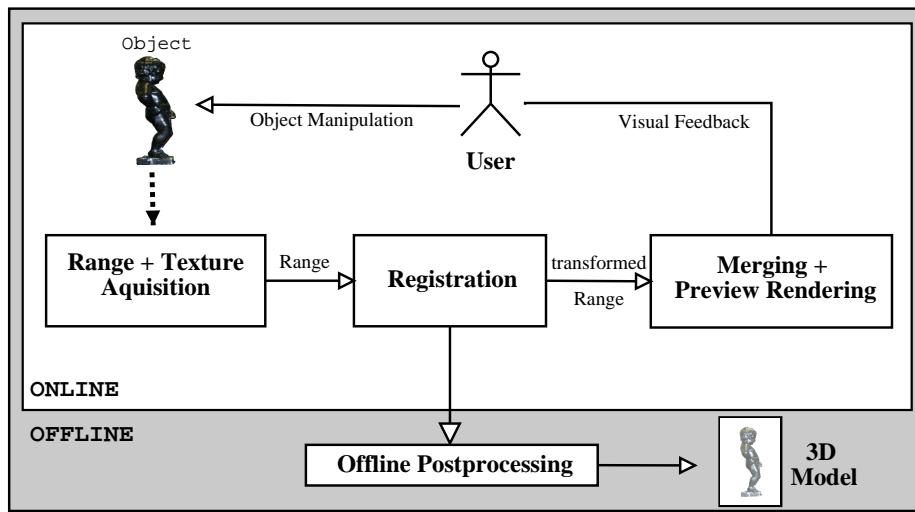 Object
Object Manipulation
Visual Feedback
User
Range + Texture
Aquisition
Range
Registration
transformed
Range
Merging +
Preview Rendering
ONLINE
OFFLINE
Offline Postprocessing
3D
Model